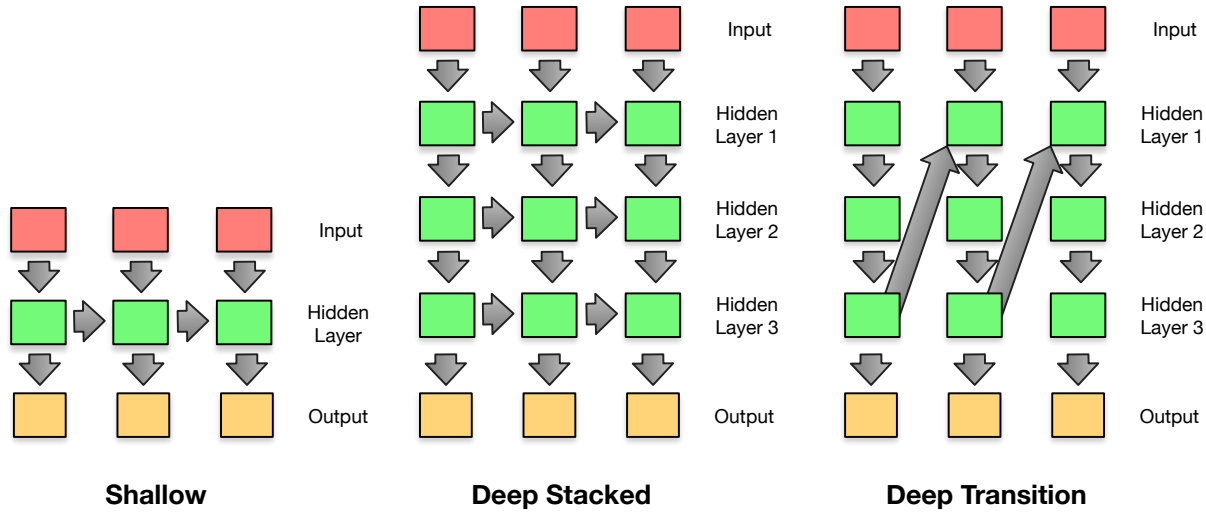 Input
Hidden
Layer
Output
Shallow
Input
Hidden
Layer 1
Hidden
Layer 2
Hidden
Layer 3
Output
Deep Stacked
Input
Hidden
Layer 1
Hidden
Layer 2
Hidden
Layer 3
Output
Deep Transition